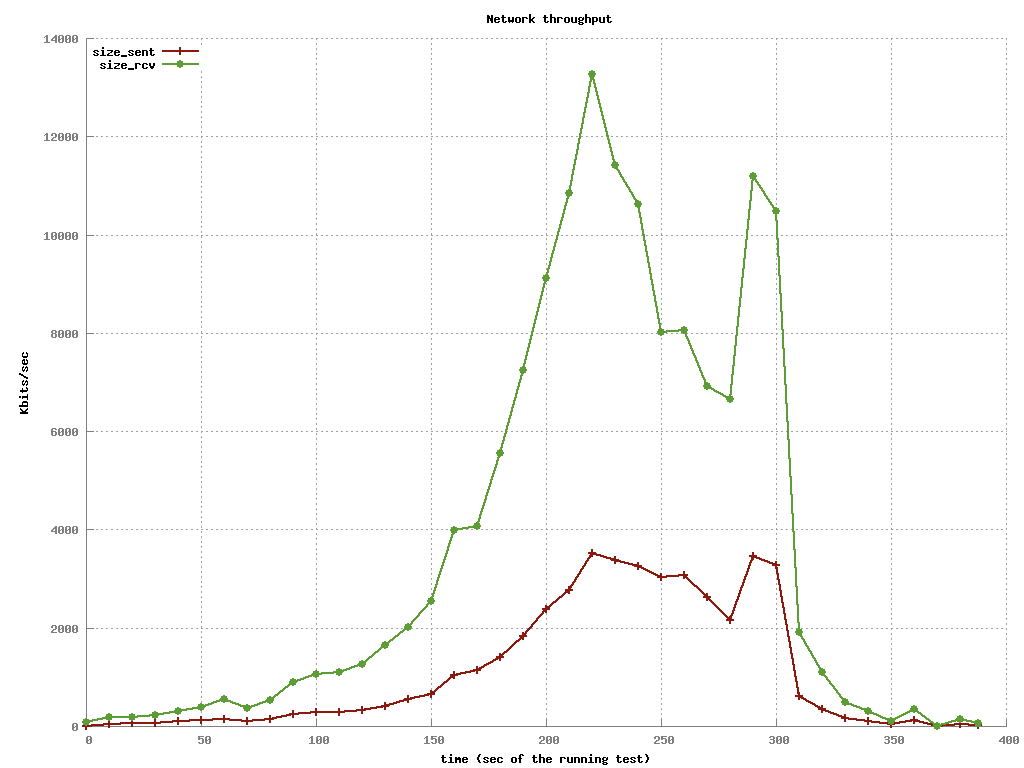 Network throughput
size_sent
size_rcv
14000
12000
10000
8000
6000
4000
2000
0
Kbits/sec
0 50 100 150 200 250 300 350 400
time (sec of the running test)